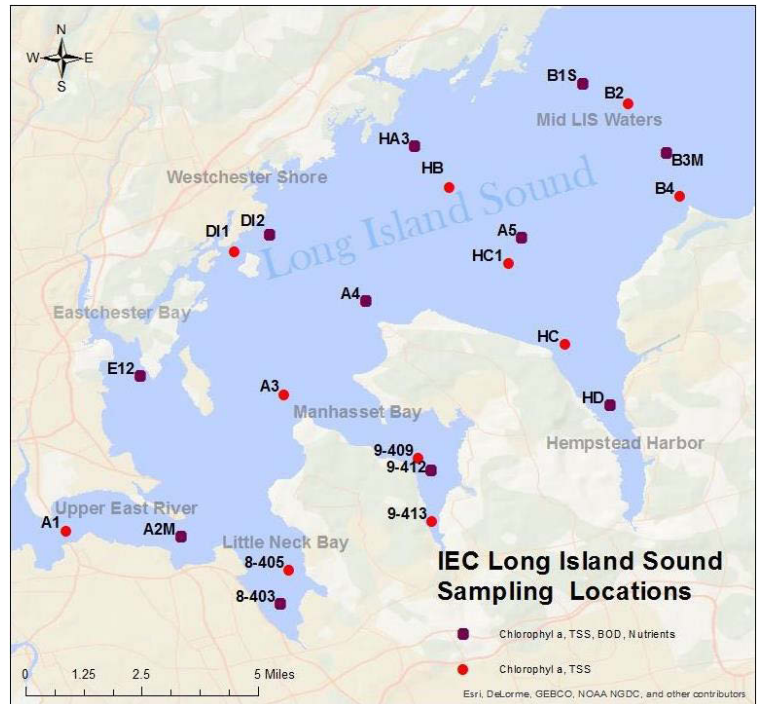 N
W E
S
B1S
B2
Mid LIS Waters
HA3
B3M
Westchester Shore
HB
B4
Long Island Sound
DI2
DI1
A5
HC1
A4
Eastchester Bay
HC
E12
A3
HD
Manhasset Bay
Hempstead Harbor
9-409
9-412
Upper East River
9-413
A1
A2M
Little Neck Bay
8-405
8-403
IEC Long Island Sound
Sampling Locations
Chlorophyl a, TSS, BOD, Nutrients
Chlorophyl a, TSS
0 1.25 2.5 5 Miles
Esri, DeLorme, GEBCO, NOAA NGDC, and other contributors